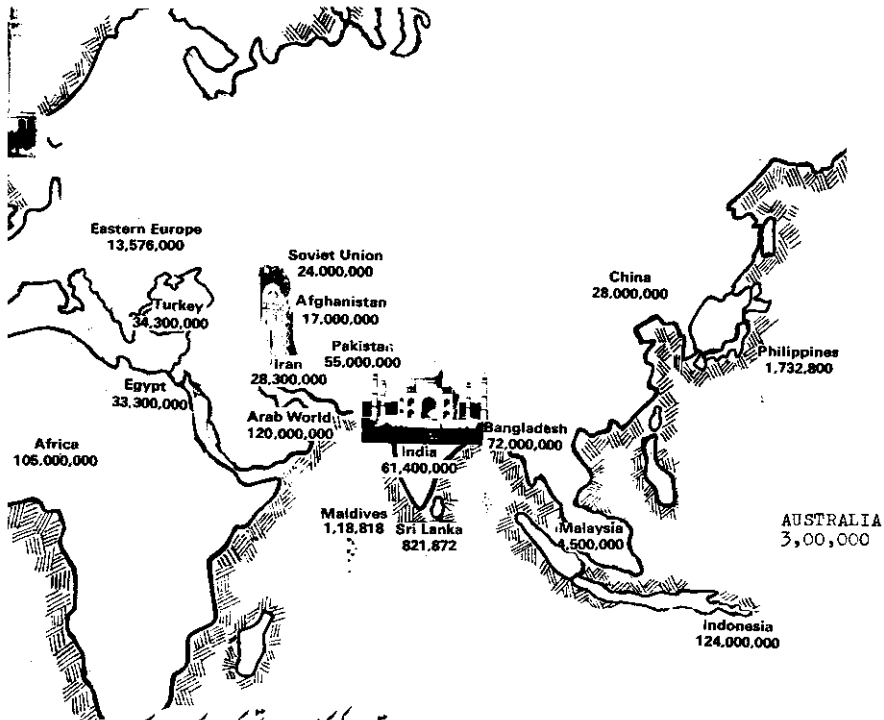 Eastern Europe
13,576,000
Soviet Union
24.000,000
China
28.000,000
Turkey
34.300,000
Afghanistan
17.000,000
Pakistan
55.000.000
Philippines
1.732,800
Iran
28.300,000
Egypt
33.300,000
Arab World
120.000,000
Bangladesh
72.000,000
Africa
105.000,000
India
61,400,000
Maldives
1,18,818
Sri Lanka
821,872
Malaysia
4,500,000
AUSTRALIA
3,00,000
Indonesia
124.000,000